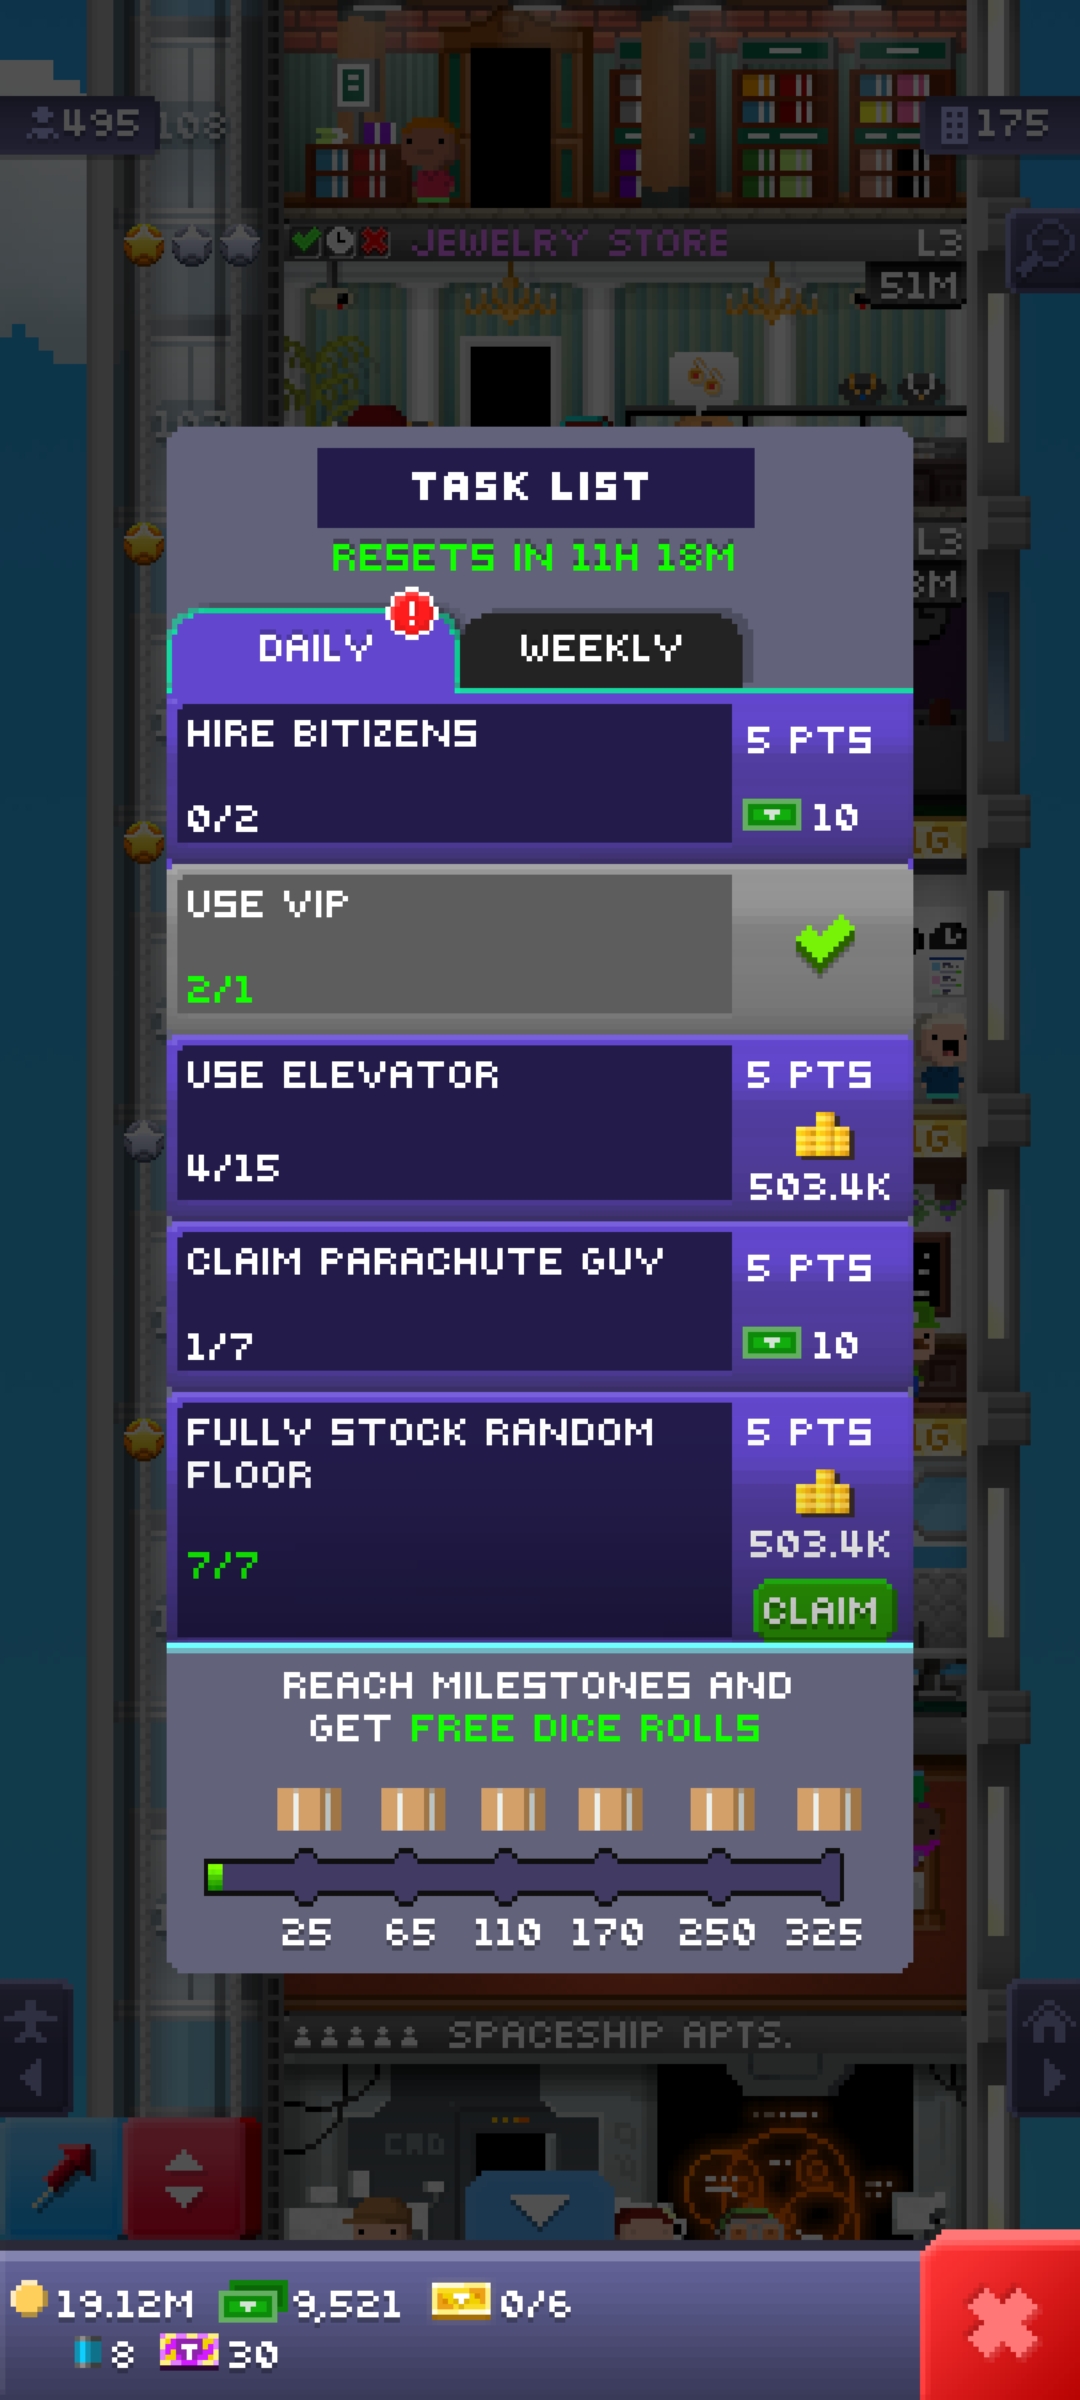 495
108
175
JEWELRY STORE
L3
51M
TASK LIST
RESETS IN 11H 18M
L3
DAILY
WEEKLY
HIRE BITIZENS
5 PTS
0/2
10
USE VIP
2/1
USE ELEVATOR
5 PTS
4/15
503.4K
CLAIM PARACHUTE GUY
5 PTS
1/7
10
FULLY STOCK RANDOM
FLOOR
5 PTS
503.4K
7/7
CLAIM
REACH MILESTONES AND
GET FREE DICE ROLLS
25 65 110 170 250 325
SPACESHIP APTS.
19.12M 9,521 0/6
8 30